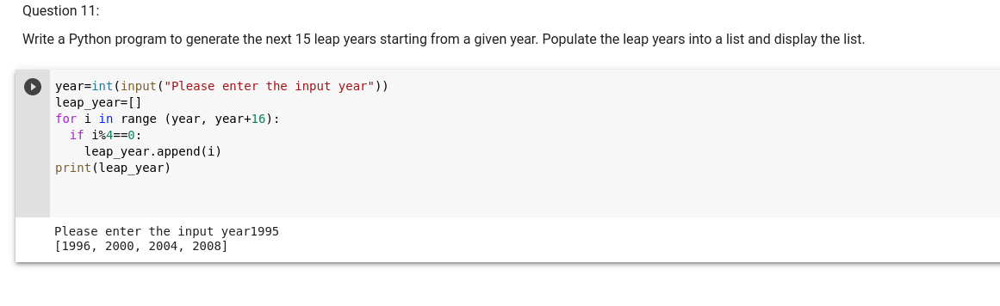 Question 11:
Write a Python program to generate the next 15 leap years starting from a given year. Populate the leap years into a list and display the list.
year=int(input("Please enter the input year"))
leap_year=[]
for i in range (year, year+16):
  if i%4==0:
    leap_year.append(i)
print(leap_year)
Please enter the input year1995
[1996, 2000, 2004, 2008]